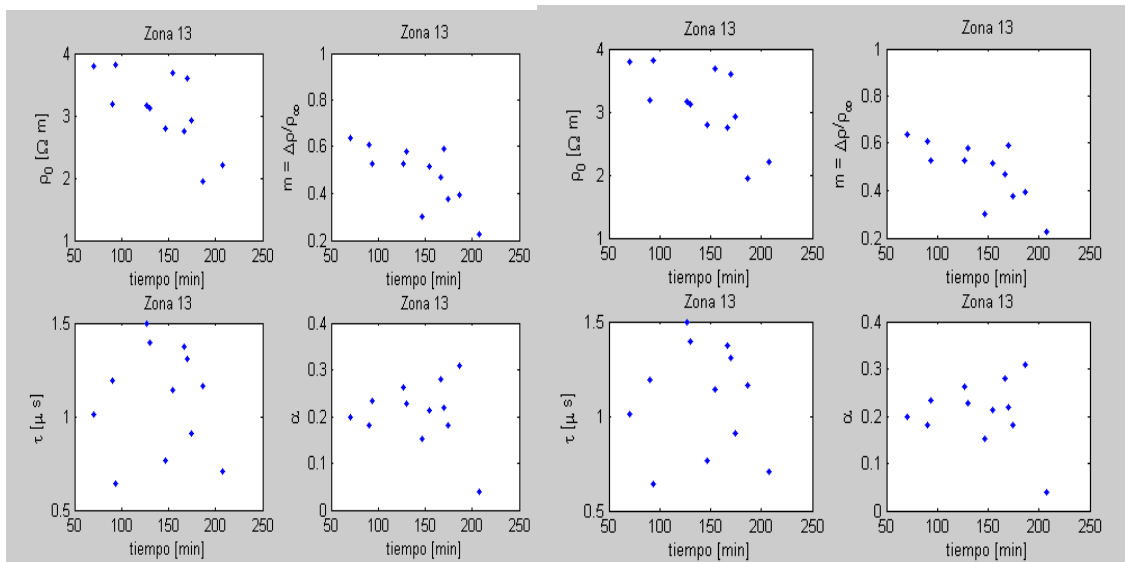 Zona 13
4
3
2
1
ρ₀ [Ω m]
50 100 150 200 250
tiempo [min]
Zona 13
1
0.8
0.6
0.4
0.2
m = Δρ/ρ∞
50 100 150 200 250
tiempo [min]
Zona 13
4
3
2
1
ρ₀ [Ω m]
50 100 150 200 250
tiempo [min]
Zona 13
1
0.8
0.6
0.4
0.2
m = Δρ/ρ∞
50 100 150 200 250
tiempo [min]
Zona 13
1.5
1
0.5
τ [μ s]
50 100 150 200 250
tiempo [min]
Zona 13
0.4
0.3
0.2
0.1
0
α
50 100 150 200 250
tiempo [min]
Zona 13
1.5
1
0.5
τ [μ s]
50 100 150 200 250
tiempo [min]
Zona 13
0.4
0.3
0.2
0.1
0
α
50 100 150 200 250
tiempo [min]